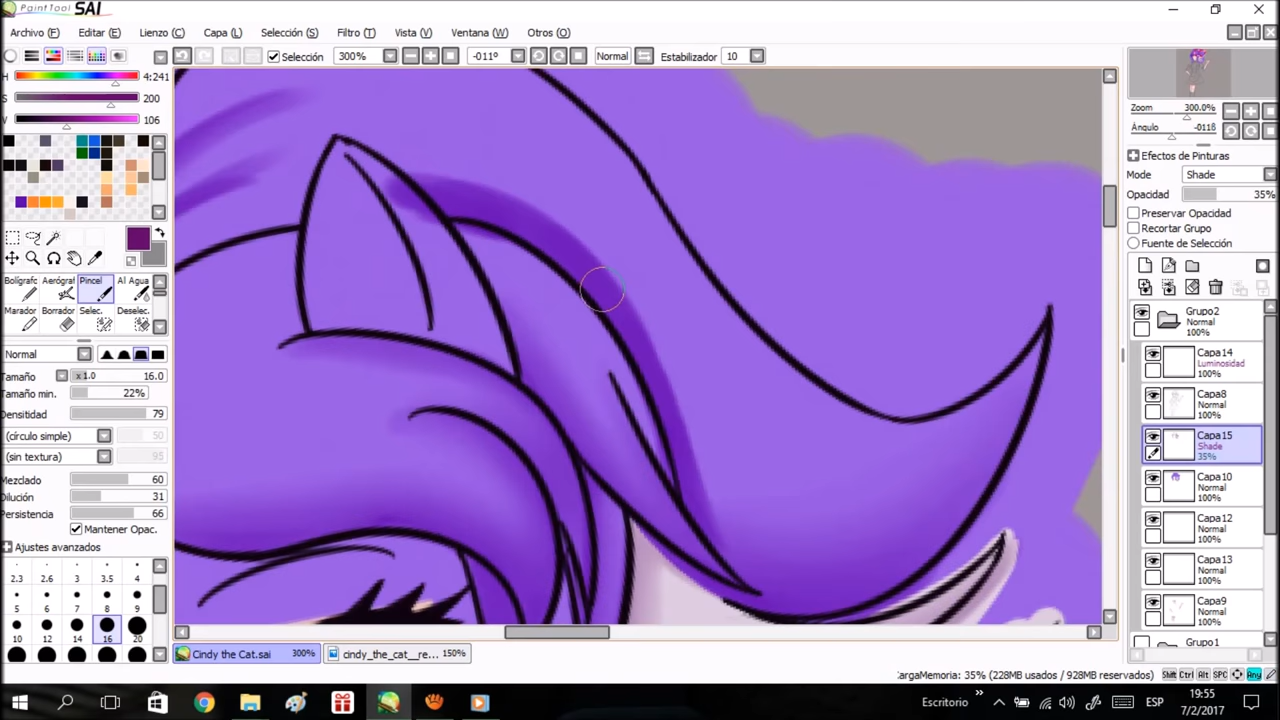 PaintTool SAI
Archivo (F) Editar (E) Lienzo (C) Capa (L) Selección (S) Filtro (T) Vista (V) Ventana (W) Otros (O)
Selección 300% -011º Normal Estabilizador 10
H 4:241
S 200
V 106
Bolígrafo Aerógrafo Pincel Al Agua
Marador Borrador Selec. Deselec.
Normal
Tamaño x1.0 16.0
Tamaño min. 22%
Densitidad 79
(círculo simple) 50
(sin textura) 95
Mezclado 60
Dilución 31
Persistencia 66
Mantener Opac.
Ajustes avanzados
2.3 2.6 3 3.5 4
5 6 7 8 9
10 12 14 16 20
Zoom 300.0%
Ángulo -011B
Efectos de Pinturas
Mode Shade
Opacidad 35%
Preservar Opacidad
Recortar Grupo
Fuente de Selección
Grupo2
Normal
100%
Capa14
Luminosidad
100%
Capa8
Normal
100%
Capa15
Shade
35%
Capa10
Normal
100%
Capa12
Normal
100%
Capa13
Normal
100%
Capa9
Normal
100%
Grupo1
Normal
Cindy the Cat.sai 300% cindy_the_cat__re... 150%
CargaMemoria: 35% (228MB usados / 928MB reservados) Shift Ctrl Alt SPC Any
Escritorio » ESP 19:55
7/2/2017